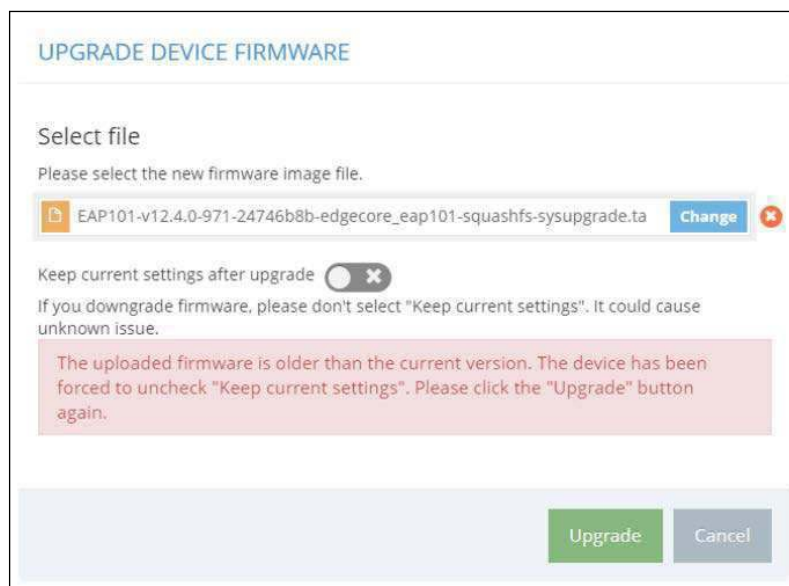 UPGRADE DEVICE FIRMWARE
Select file
Please select the new firmware image file.
EAP101-v12.4.0-971-24746b8b-edgecore_eap101-squashfs-sysupgrade.ta Change
Keep current settings after upgrade
If you downgrade firmware, please don't select "Keep current settings". It could cause
unknown issue.
The uploaded firmware is older than the current version. The device has been
forced to uncheck "Keep current settings". Please click the "Upgrade" button
again.
Upgrade Cancel